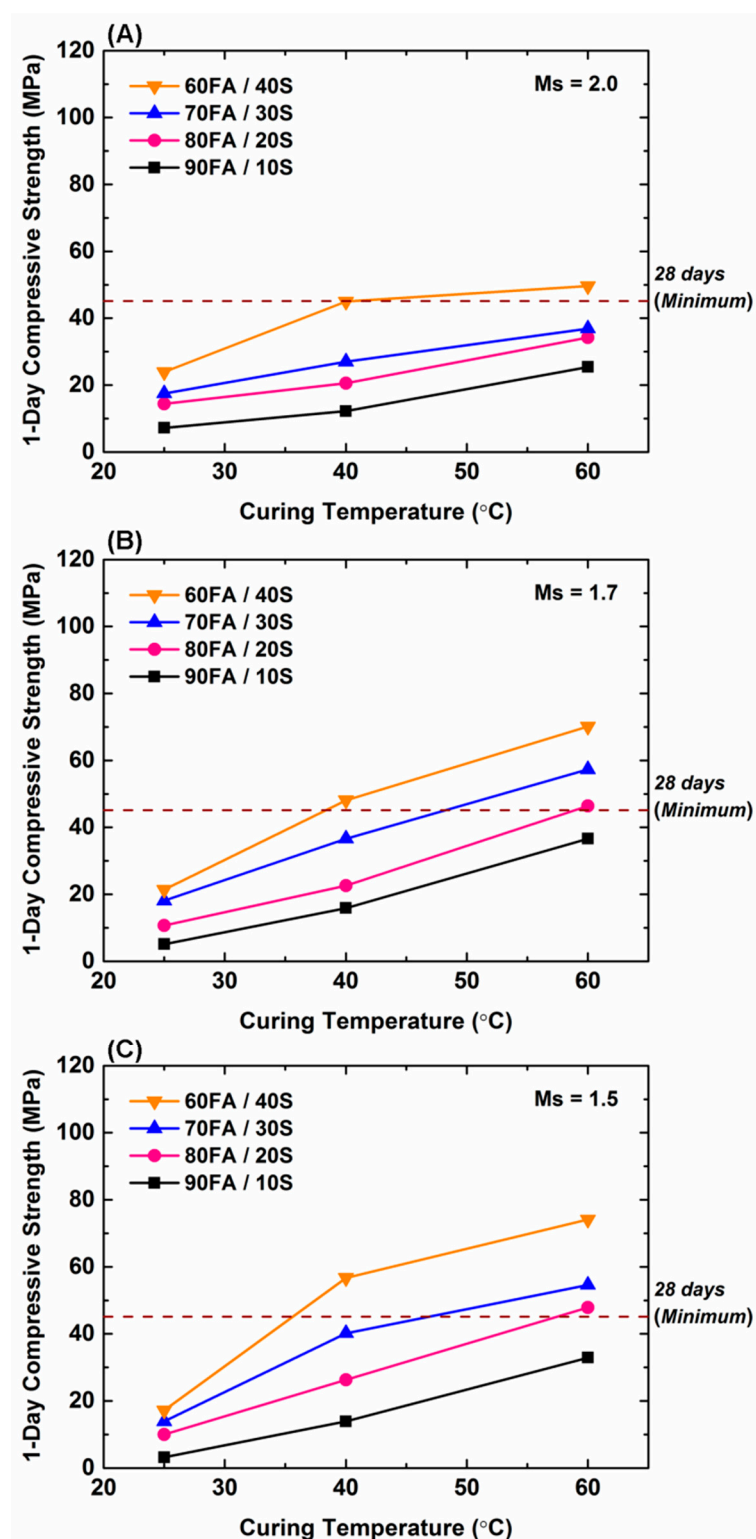 (A)
120
100
80
60
40
20
0
1-Day Compressive Strength (MPa)
60FA / 40S
70FA / 30S
80FA / 20S
90FA / 10S
Ms = 2.0
28 days
(Minimum)
20 30 40 50 60
Curing Temperature (°C)
(B)
120
100
80
60
40
20
0
1-Day Compressive Strength (MPa)
60FA / 40S
70FA / 30S
80FA / 20S
90FA / 10S
Ms = 1.7
28 days
(Minimum)
20 30 40 50 60
Curing Temperature (°C)
(C)
120
100
80
60
40
20
0
1-Day Compressive Strength (MPa)
60FA / 40S
70FA / 30S
80FA / 20S
90FA / 10S
Ms = 1.5
28 days
(Minimum)
20 30 40 50 60
Curing Temperature (°C)